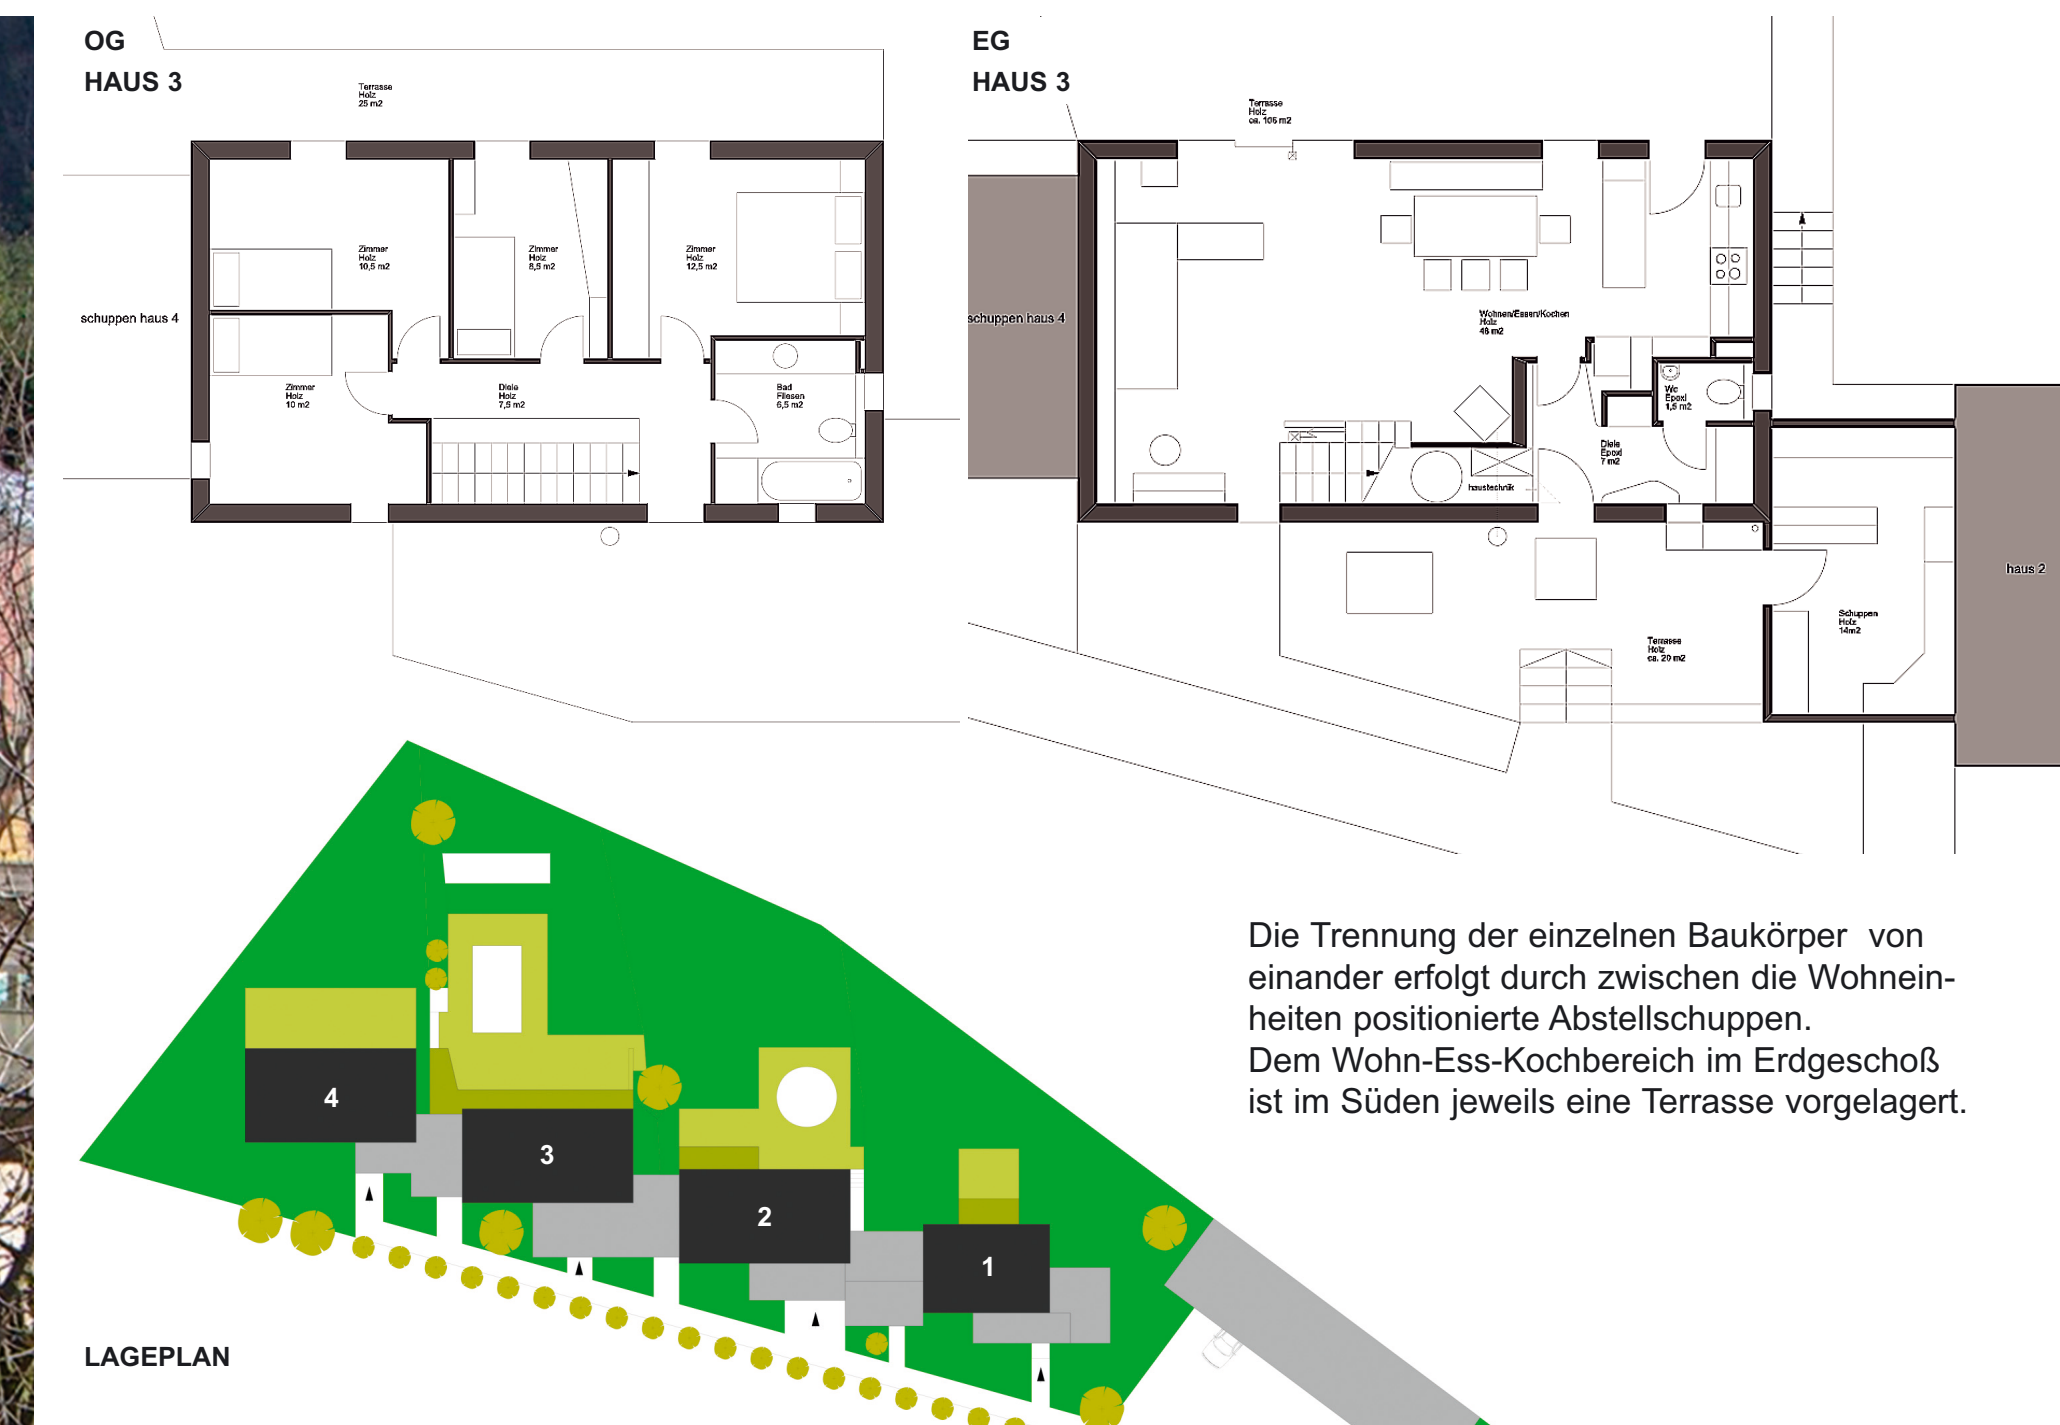 OG
HAUS 3
Terrasse
Holz
25 m2
Zimmer
Holz
10,5 m2
Zimmer
Holz
8,5 m2
Zimmer
Holz
12,5 m2
schuppen haus 4
Zimmer
Holz
10 m2
Diele
Holz
7,5 m2
Bad
Fliesen
6,5 m2
EG
HAUS 3
Terrasse
Holz
ca. 106 m2
schuppen haus 4
Wohnen/Essen/Kochen
Holz
48 m2
Wc
Epoxi
1,5 m2
Diele
Epoxi
7 m2
haustechnik
haus 2
Schuppen
Holz
14m2
Terrasse
Holz
ca. 20 m2
Die Trennung der einzelnen Baukörper von
einander erfolgt durch zwischen die Wohnein-
heiten positionierte Abstellschuppen.
Dem Wohn-Ess-Kochbereich im Erdgeschoß
ist im Süden jeweils eine Terrasse vorgelagert.
4
3
2
1
LAGEPLAN